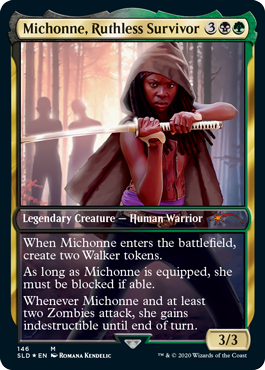 Michonne, Ruthless Survivor 3
Legendary Creature — Human Warrior
When Michonne enters the battlefield,
create two Walker tokens.
As long as Michonne is equipped, she
must be blocked if able.
Whenever Michonne and at least
two Zombies attack, she gains
indestructible until end of turn.
3/3
146 M
SLD ★ EN ROMANA KENDELIC
™ & © 2020 Wizards of the Coast